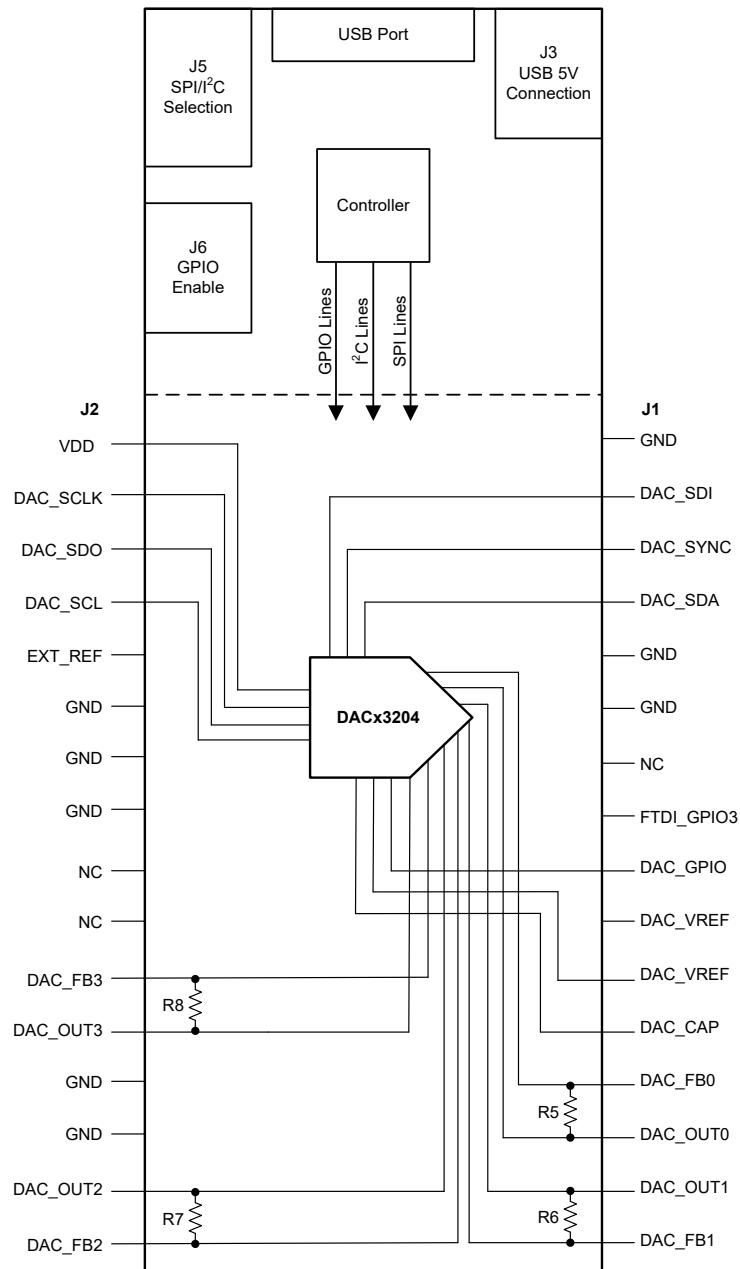 USB Port
J5
SPI/I²C
Selection
J3
USB 5V
Connection
Controller
J6
GPIO
Enable
GPIO Lines
I²C Lines
SPI Lines
J2
J1
VDD
GND
DAC_SCLK
DAC_SDI
DAC_SDO
DAC_SYNC
DAC_SCL
DAC_SDA
EXT_REF
GND
GND
GND
DACx3204
GND
NC
GND
FTDI_GPIO3
NC
DAC_GPIO
NC
DAC_VREF
DAC_FB3
DAC_VREF
R8
DAC_OUT3
DAC_CAP
GND
DAC_FB0
R5
GND
DAC_OUT0
DAC_OUT2
DAC_OUT1
R7
R6
DAC_FB2
DAC_FB1